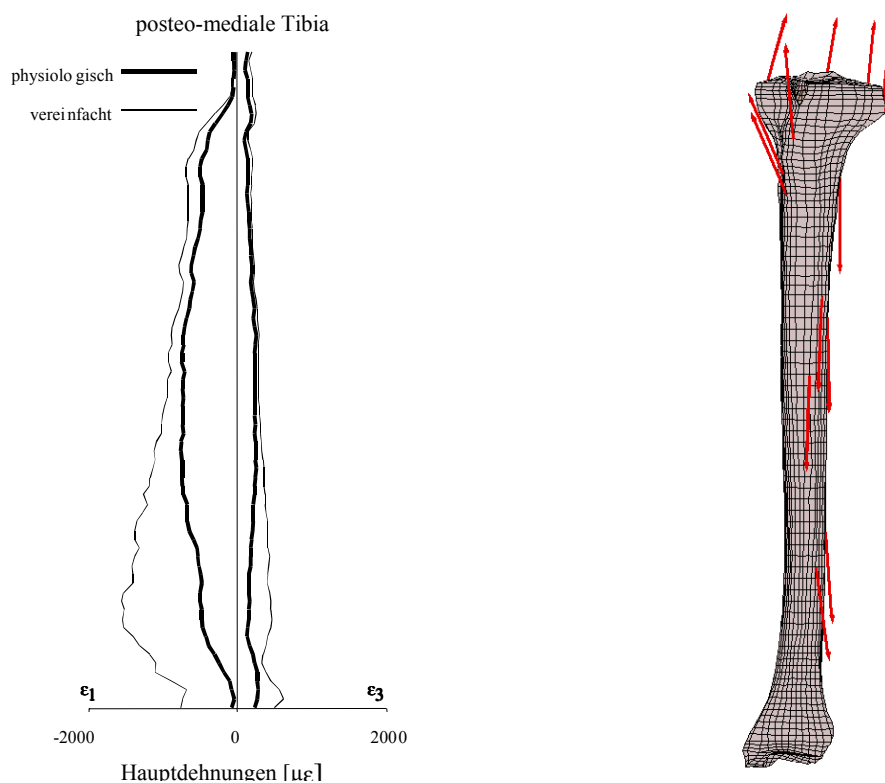 posteo-mediale Tibia
physiolo gisch
verei nfacht
ε1 ε3
-2000 0 2000
Hauptdehnungen [με]